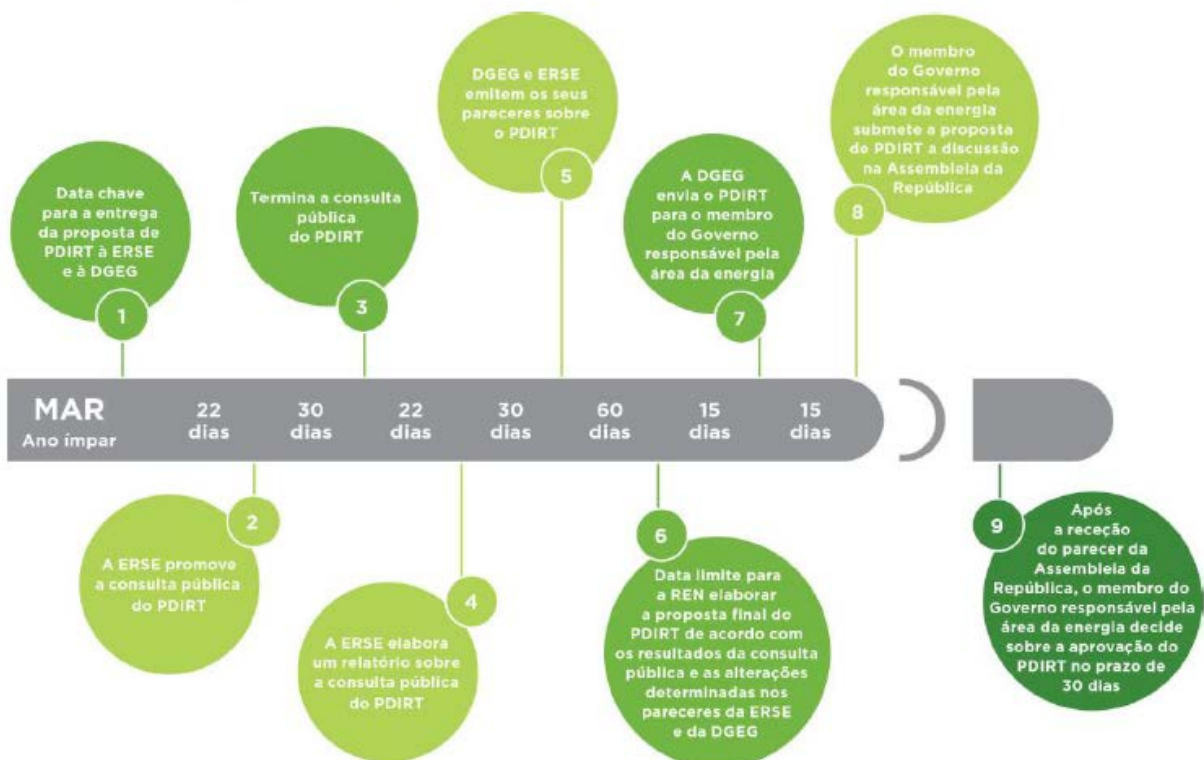 Data chave
para a entrega
da proposta de
PDIRT à ERSE
e à DGEG
1
Termina a consulta
pública
do PDIRT
3
DGEG e ERSE
emitem os seus
pareceres sobre
o PDIRT
5
A DGEG
envia o PDIRT
para o membro
do Governo
responsável pela
área da energia
7
O membro
do Governo
responsável pela
área da energia
submete a proposta
de PDIRT a discussão
na Assembleia da
República
8
MAR
Ano ímpar
22
dias
30
dias
22
dias
30
dias
60
dias
15
dias
15
dias
2
A ERSE promove
a consulta pública
do PDIRT
4
A ERSE elabora
um relatório sobre
a consulta pública
do PDIRT
6
Data limite para
a REN elaborar
a proposta final do
PDIRT de acordo com
os resultados da consulta
pública e as alterações
determinadas nos
pareceres da ERSE
e da DGEG
9
Após
a receção
do parecer da
Assembleia da
República, o membro do
Governo responsável pela
área da energia decide
sobre a aprovação do
PDIRT no prazo de
30 dias